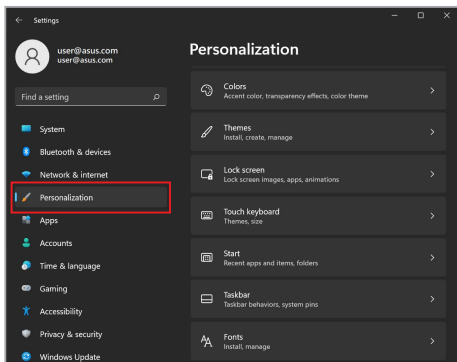 Settings
user@asus.com
user@asus.com
Find a setting
System
Bluetooth & devices
Network & internet
Personalization
Apps
Accounts
Time & language
Gaming
Accessibility
Privacy & security
Windows Update
Personalization
Colors
Accent color, transparency effects, color theme
Themes
Install, create, manage
Lock screen
Lock screen images, apps, animations
Touch keyboard
Themes, size
Start
Recent apps and items, folders
Taskbar
Taskbar behaviors, system pins
Fonts
Install, manage